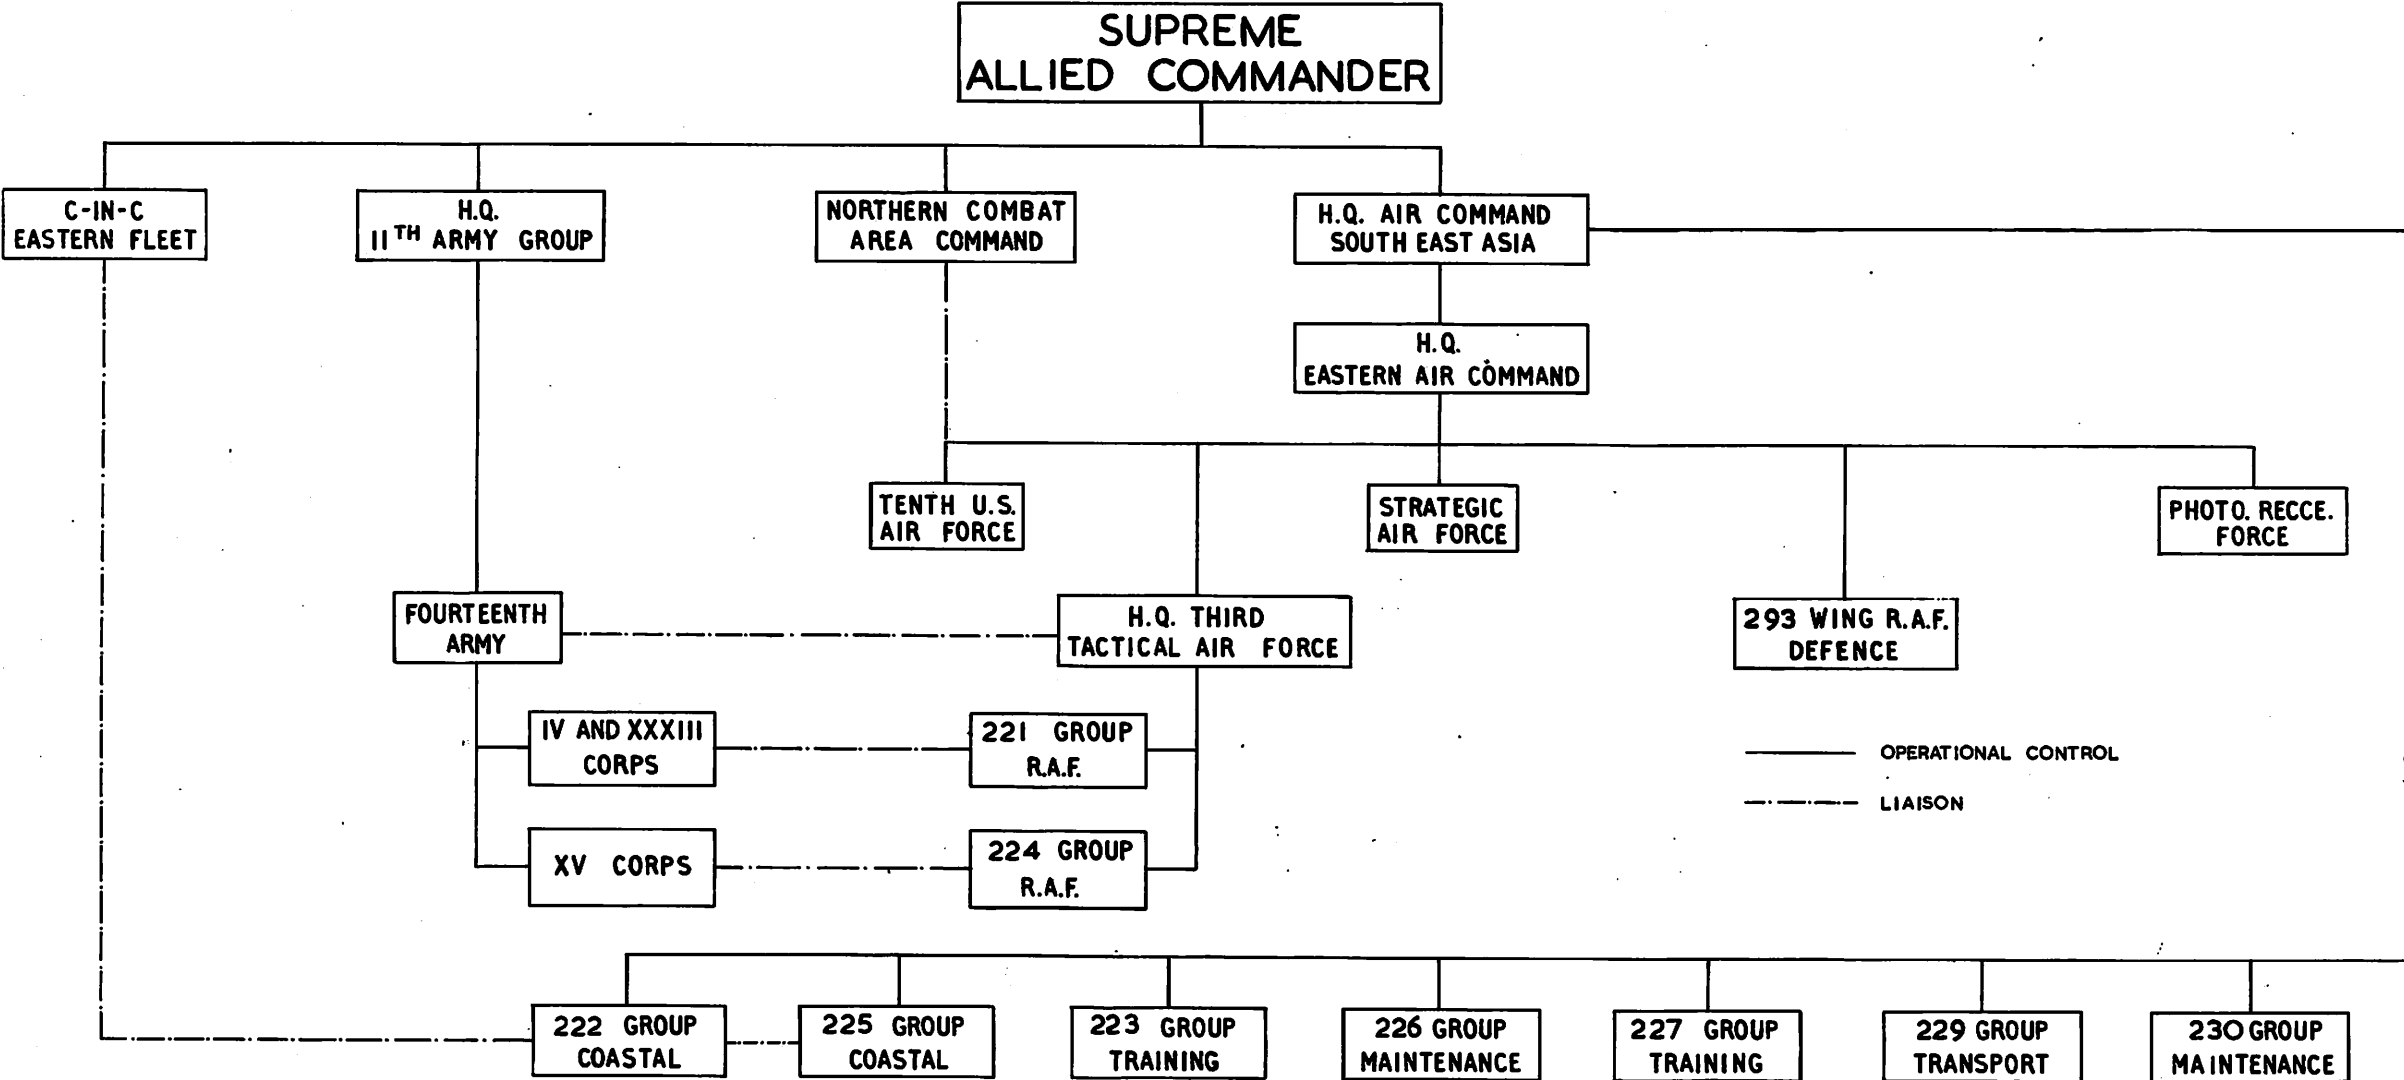 SUPREME
ALLIED COMMANDER
C-IN-C
EASTERN FLEET
H.Q.
11TH ARMY GROUP
NORTHERN COMBAT
AREA COMMAND
H.Q. AIR COMMAND
SOUTH EAST ASIA
H.Q.
EASTERN AIR COMMAND
TENTH U.S.
AIR FORCE
STRATEGIC
AIR FORCE
PHOTO. RECCE.
FORCE
FOURTEENTH
ARMY
H.Q. THIRD
TACTICAL AIR FORCE
293 WING R.A.F.
DEFENCE
IV AND XXXIII
CORPS
221 GROUP
R.A.F.
OPERATIONAL CONTROL
LIAISON
XV CORPS
224 GROUP
R.A.F.
222 GROUP
COASTAL
225 GROUP
COASTAL
223 GROUP
TRAINING
226 GROUP
MAINTENANCE
227 GROUP
TRAINING
229 GROUP
TRANSPORT
230 GROUP
MAINTENANCE